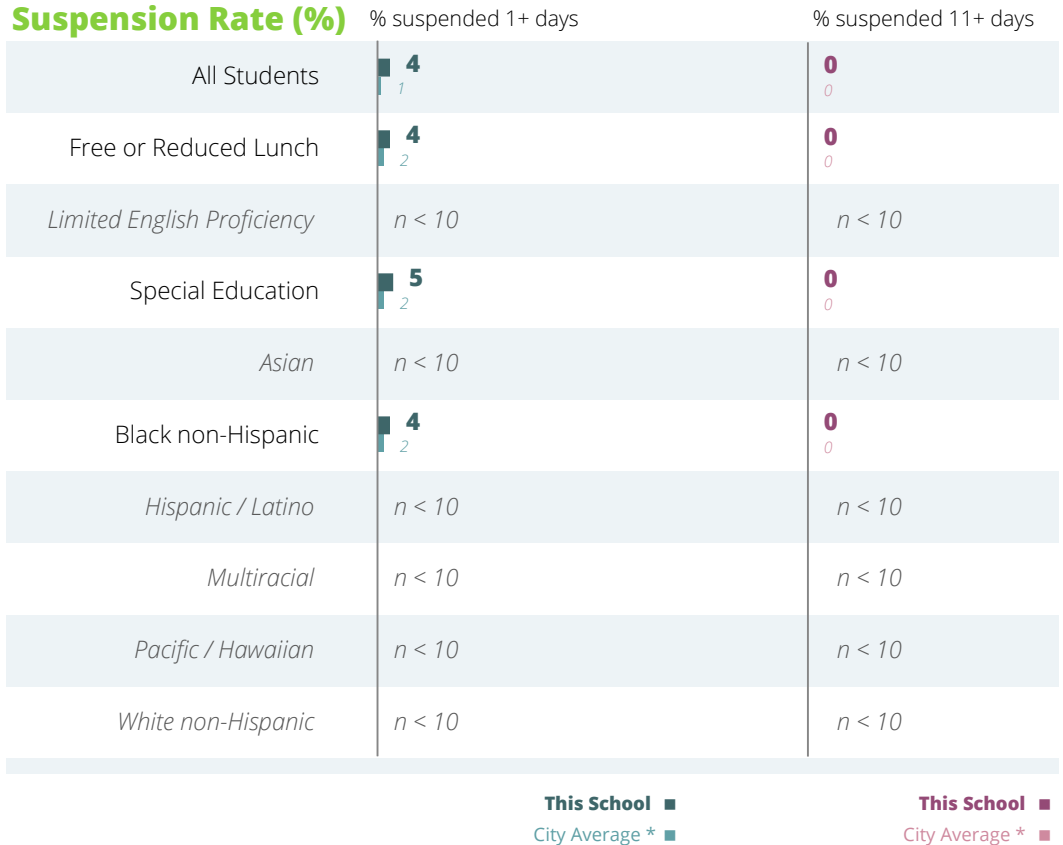 Suspension Rate (%) % suspended 1+ days % suspended 11+ days
All Students 4 0
1 0
Free or Reduced Lunch 4 0
2 0
Limited English Proficiency n < 10 n < 10
Special Education 5 0
2 0
Asian n < 10 n < 10
Black non-Hispanic 4 0
2 0
Hispanic / Latino n < 10 n < 10
Multiracial n < 10 n < 10
Pacific / Hawaiian n < 10 n < 10
White non-Hispanic n < 10 n < 10
This School This School
City Average * City Average *